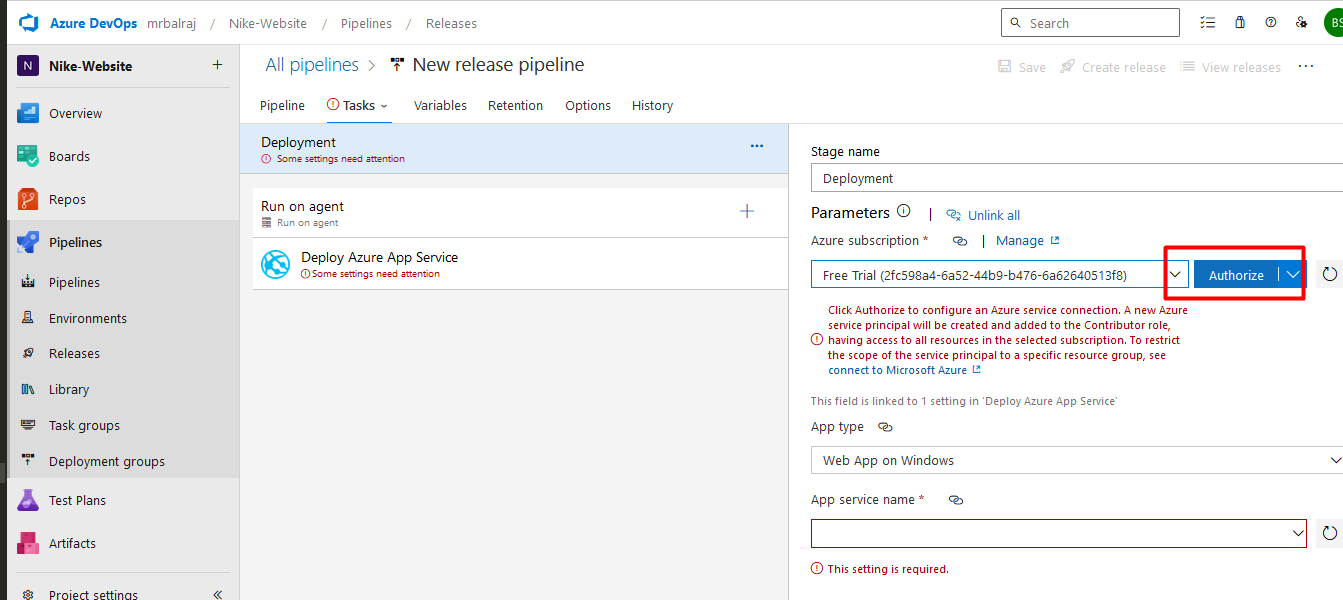 Azure DevOps mrbalraj / Nike-Website / Pipelines / Releases
Search
BS
N Nike-Website +
Overview
Boards
Repos
Pipelines
Pipelines
Environments
Releases
Library
Task groups
Deployment groups
Test Plans
Artifacts
Project settings
All pipelines > New release pipeline
Save Create release View releases ...
Pipeline Tasks Variables Retention Options History
Deployment
Some settings need attention
Run on agent
Run on agent
Deploy Azure App Service
Some settings need attention
Stage name
Deployment
Parameters | Unlink all
Azure subscription * | Manage
Free Trial (2fc598a4-6a52-44b9-b476-6a62640513f8)
Authorize
Click Authorize to configure an Azure service connection. A new Azure
service principal will be created and added to the Contributor role,
having access to all resources in the selected subscription. To restrict
the scope of the service principal to a specific resource group, see
connect to Microsoft Azure
This field is linked to 1 setting in 'Deploy Azure App Service'
App type
Web App on Windows
App service name *
This setting is required.